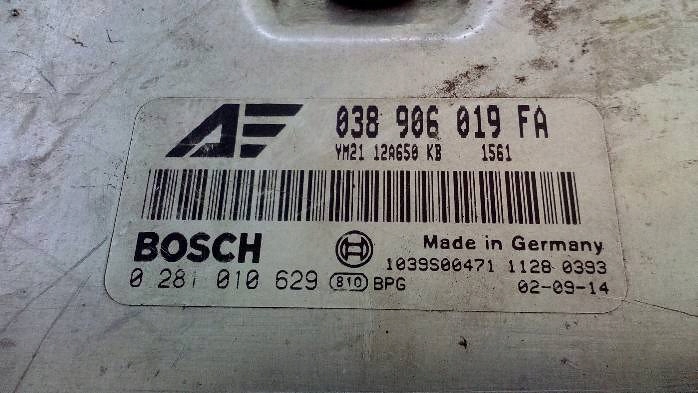 AE 038 906 019 FA
YM21 12A650 KB 1561
BOSCH Made in Germany
1039S00471 1128 0393
0 281 010 629 810 BPG 02-09-14